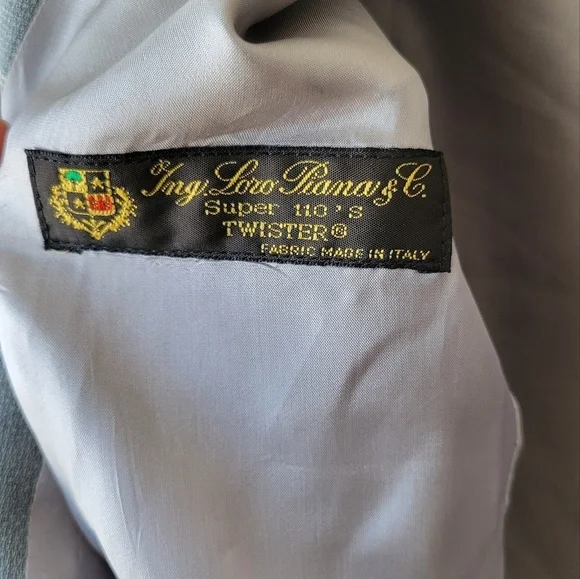 Ing. Loro Piana & C.
Super 110's
TWISTER®
FABRIC MADE IN ITALY